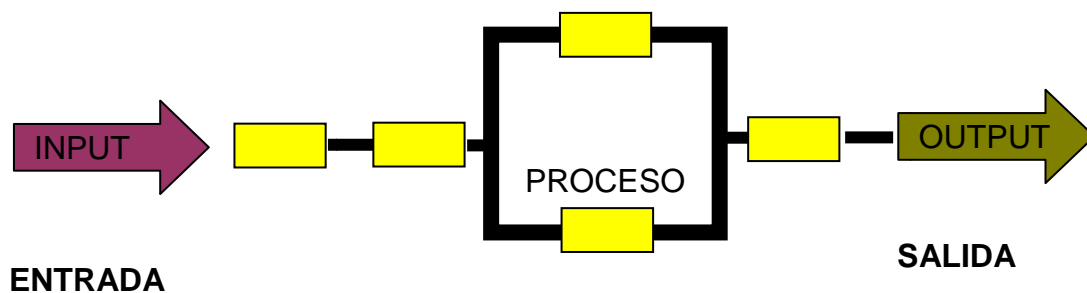 INPUT
OUTPUT
PROCESO
SALIDA
ENTRADA